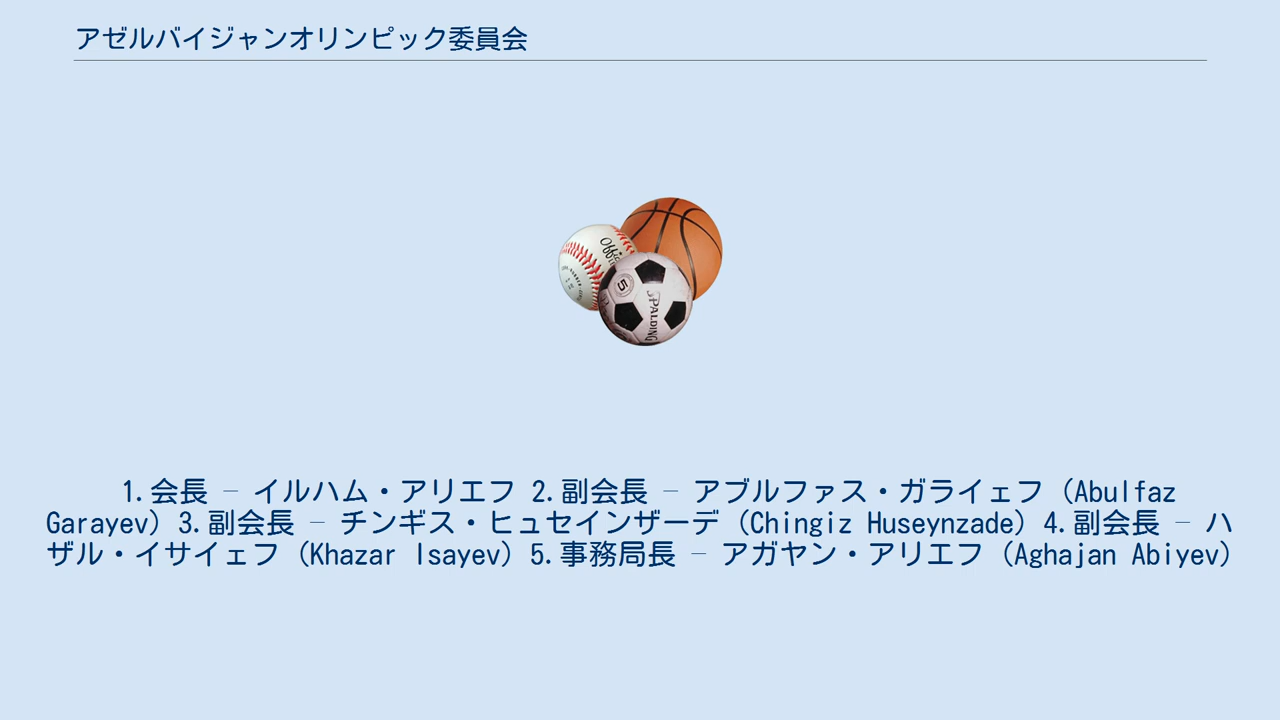 アゼルバイジャンオリンピック委員会
Offici
5
SPALDING
1.会長 – イルハム・アリエフ 2.副会長 – アブルファス・ガライェフ (Abulfaz
Garayev) 3.副会長 – チンギス・ヒュセインザーデ (Chingiz Huseynzade) 4.副会長 – ハ
ザル・イサイェフ (Khazar Isayev) 5.事務局長 – アガヤン・アリエフ (Aghajan Abiyev)